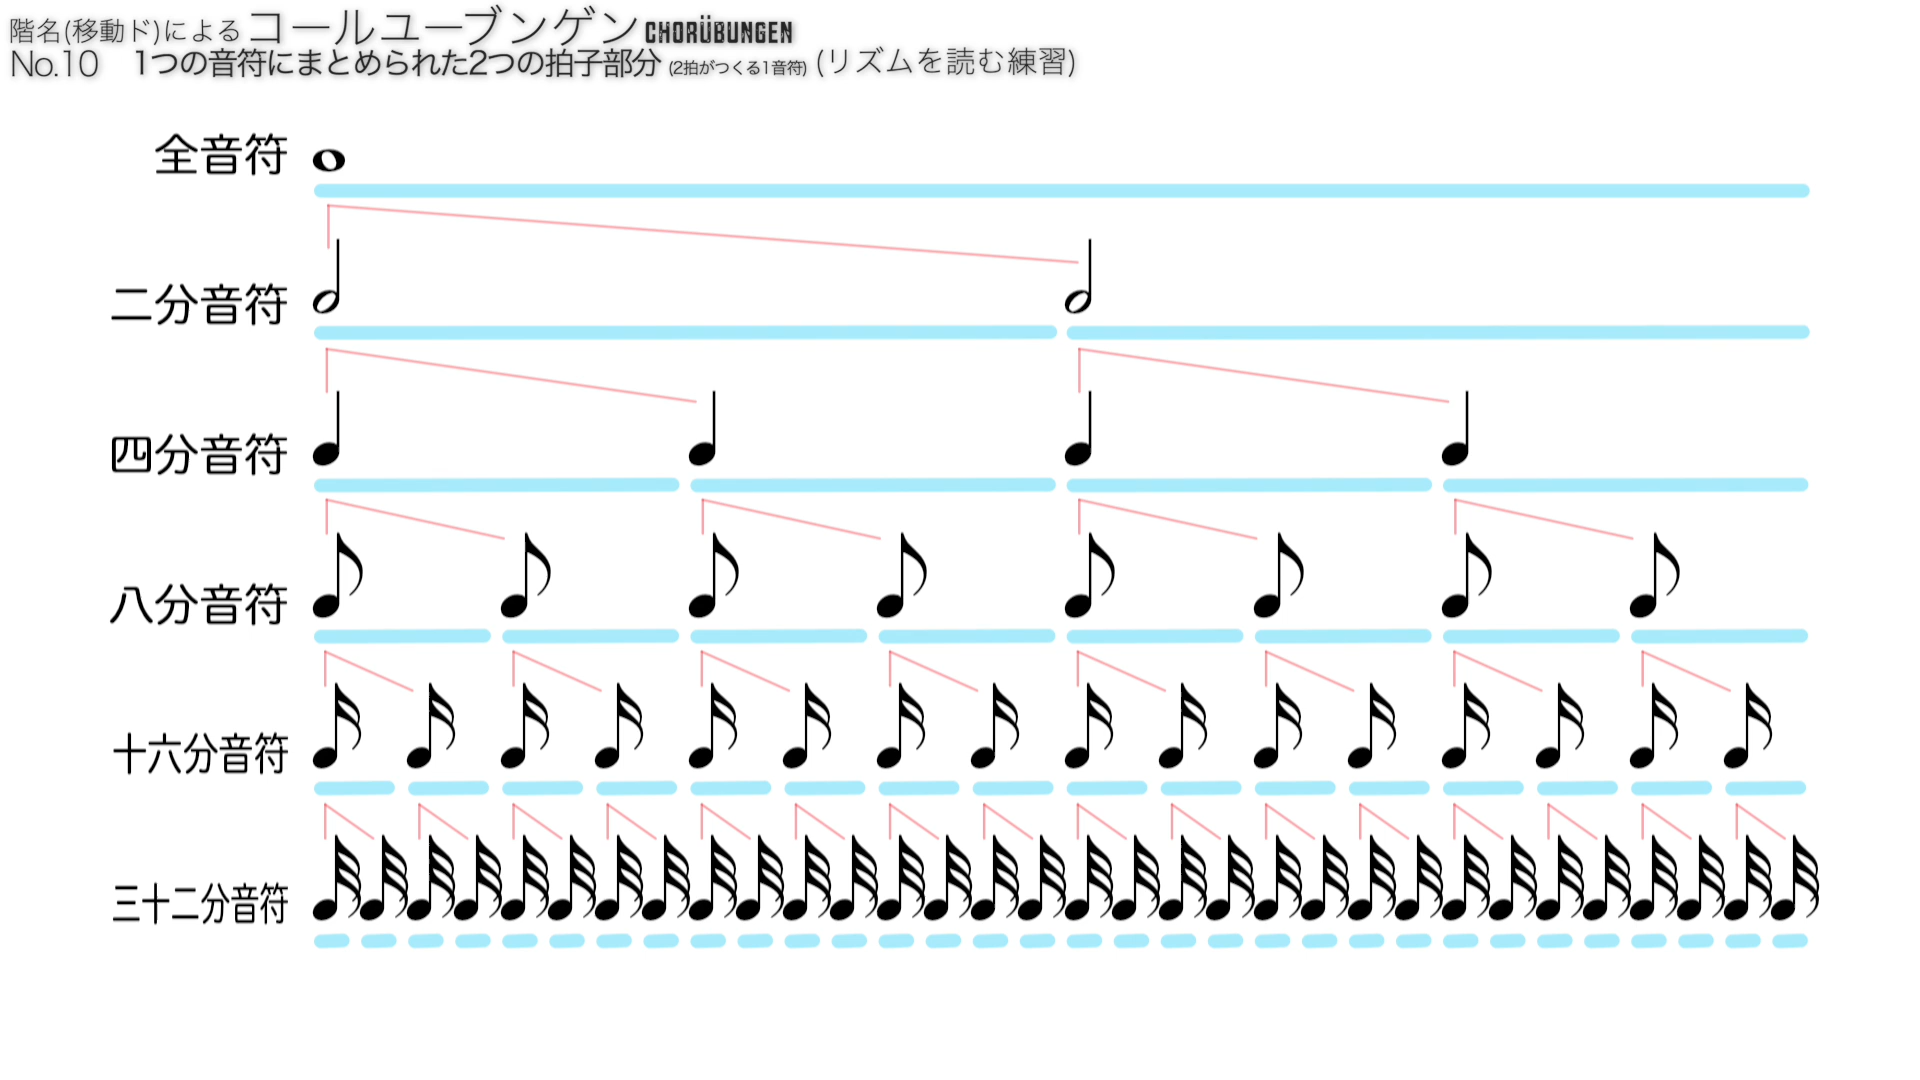 階名(移動ド)による コールユーブンゲン CHORÜBUNGEN
No.10 1つの音符にまとめられた2つの拍子部分 (2拍がつくる1音符) (リズムを読む練習)
全音符
二分音符
四分音符
八分音符
十六分音符
三十二分音符